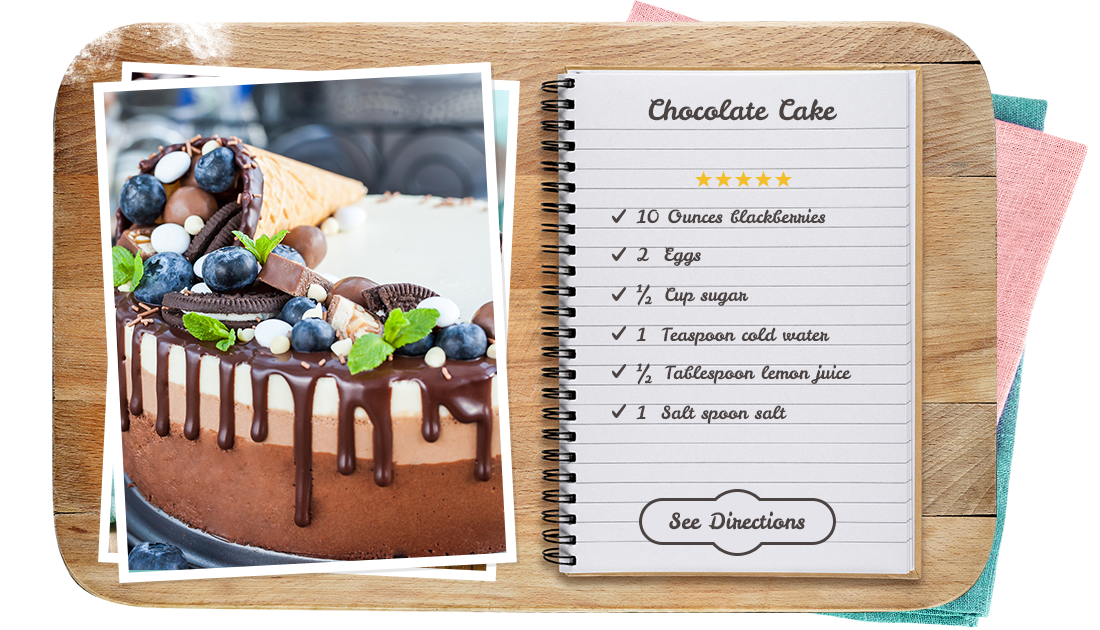 Chocolate Cake
10 Ounces blackberries
2 Eggs
½ Cup sugar
1 Teaspoon cold water
½ Tablespoon lemon juice
1 Salt spoon salt
See Directions